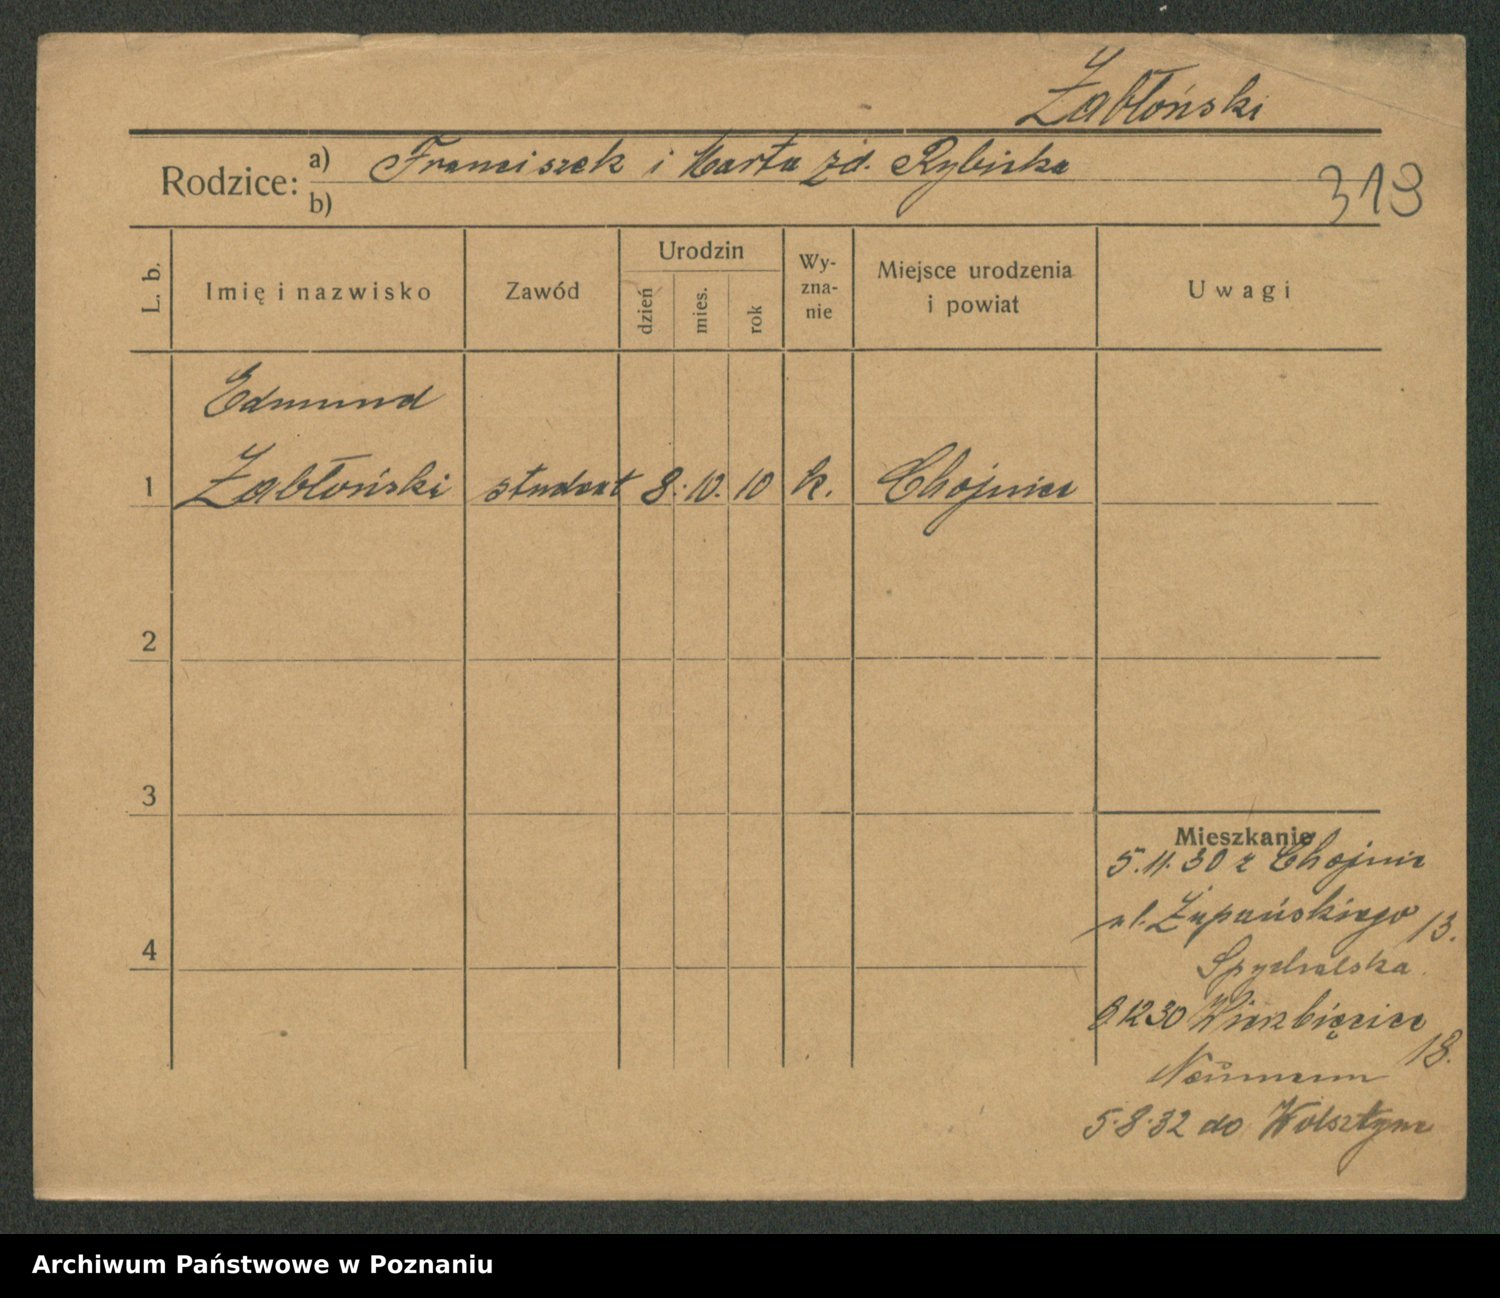 Żabłoński
Rodzice: a) Franciszek i Marta zd. Rybicka
b)
319
L. b.
Imię i nazwisko
Zawód
Urodzin
dzień
mies.
rok
Wy-
zna-
nie
Miejsce urodzenia
i powiat
Uwagi
Edmund
1 Żabłoński student 8. 10. 10 k. Chojnice
2
3
4
Mieszkanie
5.11.30 z Chojnic
ul. Żupańskiego 13.
Spychalska
8 12 30 Wierzbięcice 18.
Neumann
5.8.32 do Wolsztyna
Archiwum Państwowe w Poznaniu